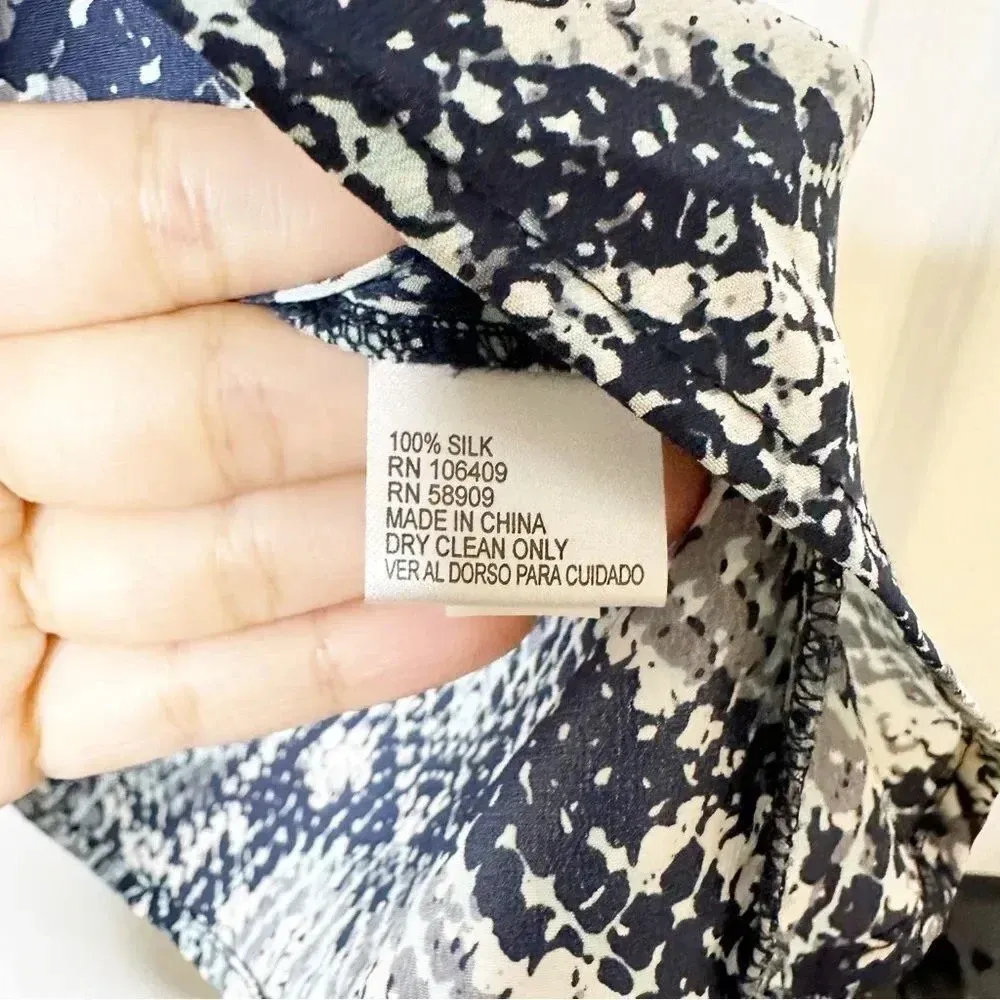 100% SILK
RN 106409
RN 58909
MADE IN CHINA
DRY CLEAN ONLY
VER AL DORSO PARA CUIDADO